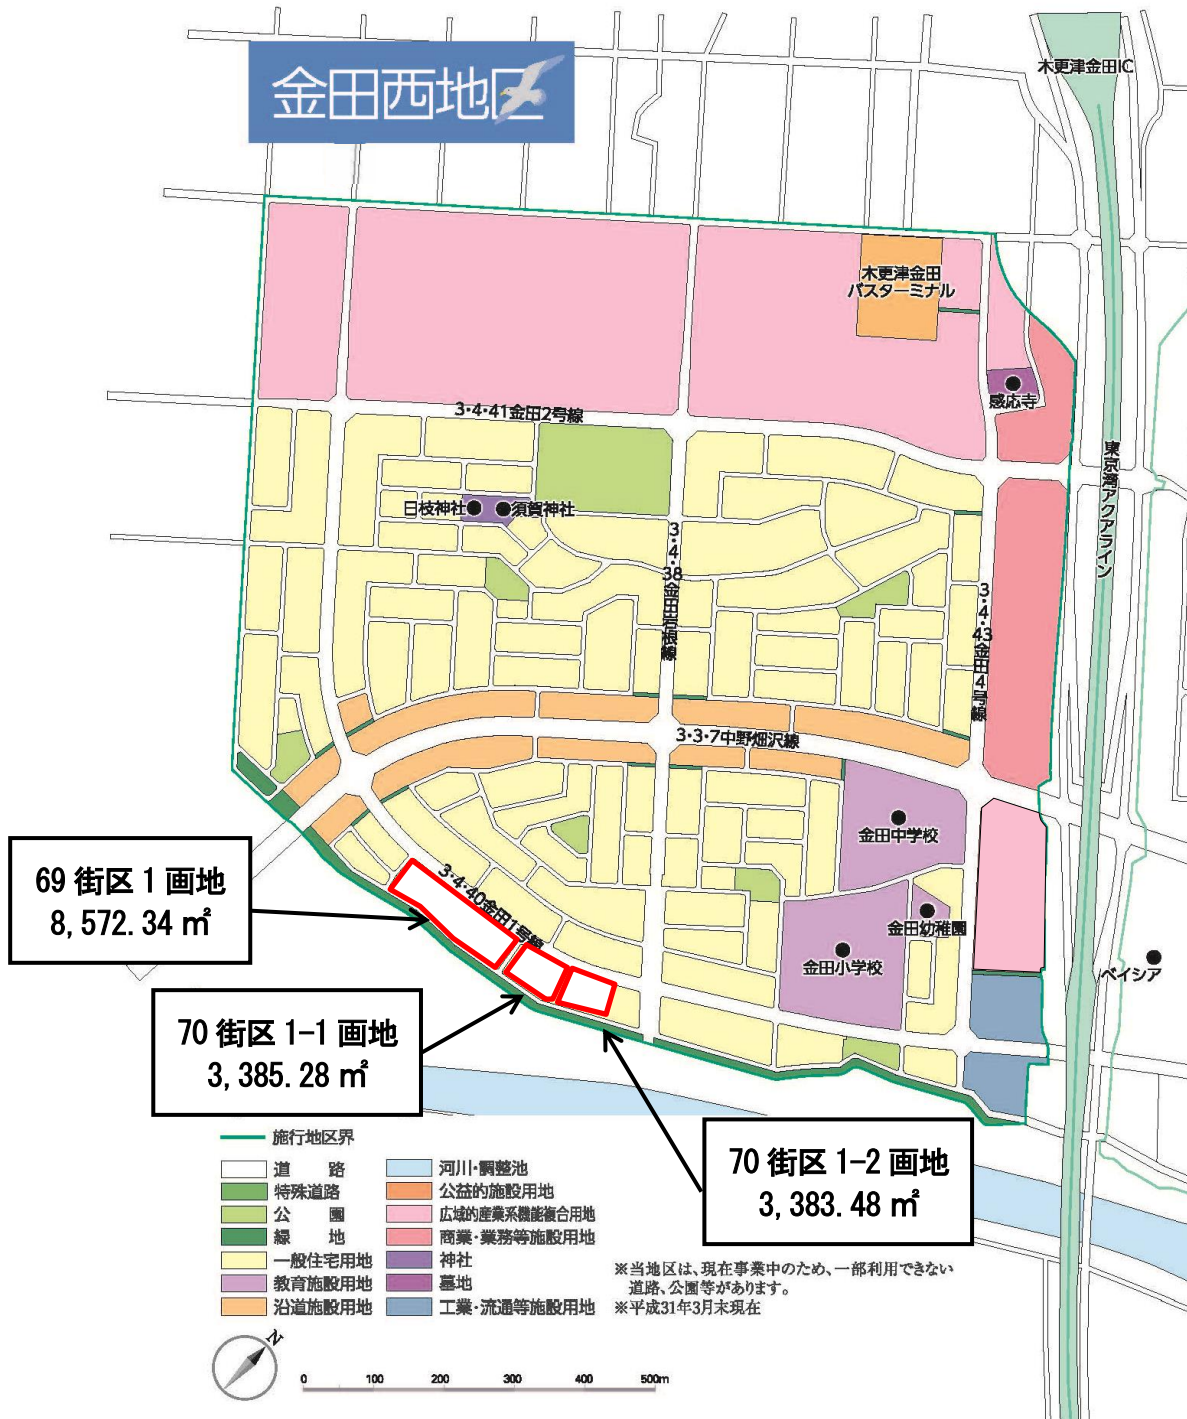 金田西地区
木更津金田IC
木更津金田
バスターミナル
感応寺
3・4・41金田2号線
日枝神社
須賀神社
東京湾アクアライン
3・4・38金田岩根線
3・4・43金田4号線
3・3・7中野畑沢線
金田中学校
69 街区 1 画地
8,572.34 ㎡
3・4・40金田1号線
金田幼稚園
金田小学校
ベイシア
70 街区 1-1 画地
3,385.28 ㎡
70 街区 1-2 画地
3,383.48 ㎡
施行地区界
道 路
特殊道路
公 園
緑 地
一般住宅用地
教育施設用地
沿道施設用地
河川・調整池
公益的施設用地
広域的産業系機能複合用地
商業・業務等施設用地
神社
墓地
工業・流通等施設用地
※当地区は、現在事業中のため、一部利用できない
道路、公園等があります。
※平成31年3月末現在
N
0 100 200 300 400 500m